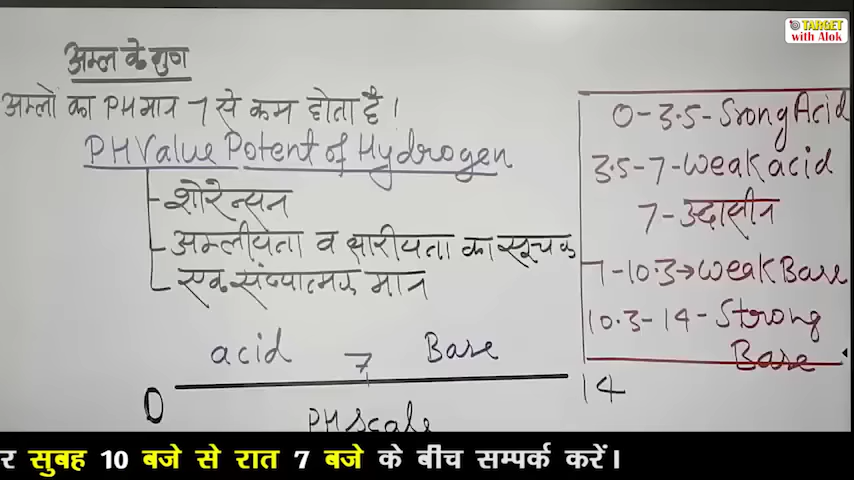 TARGET
with Alok
अम्ल के गुण
अम्लों का PH मान 7 से कम होता है।
PH Value Potent of Hydrogen
शोरेन्सन
अम्लीयता व क्षारीयता का सूचक
एक संख्यात्मक मान
acid 7 Base
0 14
PH scale
0-3.5-Srong Acid
3.5-7-weak acid
7-उदासीन
7-10.3→weak Base
10.3-14-Strong
Base
र सुबह 10 बजे से रात 7 बजे के बीच सम्पर्क करें।